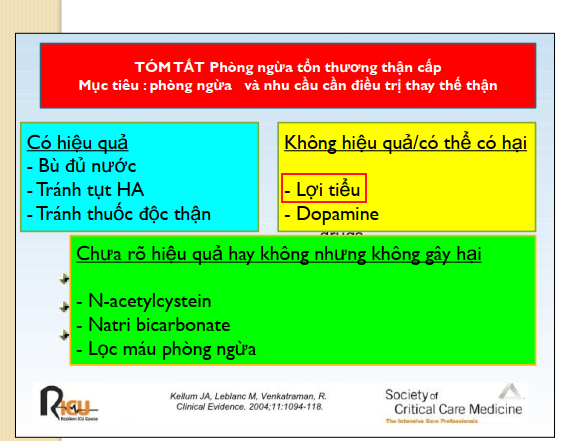 TÓM TẮT Phòng ngừa tổn thương thận cấp
Mục tiêu : phòng ngừa và nhu cầu cần điều trị thay thế thận
Có hiệu quả
- Bù đủ nước
- Tránh tụt HA
- Tránh thuốc độc thận
Không hiệu quả/có thể có hại
- Lợi tiểu
- Dopamine
Chưa rõ hiệu quả hay không nhưng không gây hại
- N-acetylcystein
- Natri bicarbonate
- Lọc máu phòng ngừa
RICU
Resident ICU Course
Kellum JA, Leblanc M, Venkatraman, R.
Clinical Evidence. 2004;11:1094-118.
Society of
Critical Care Medicine
The Intensive Care Professionals